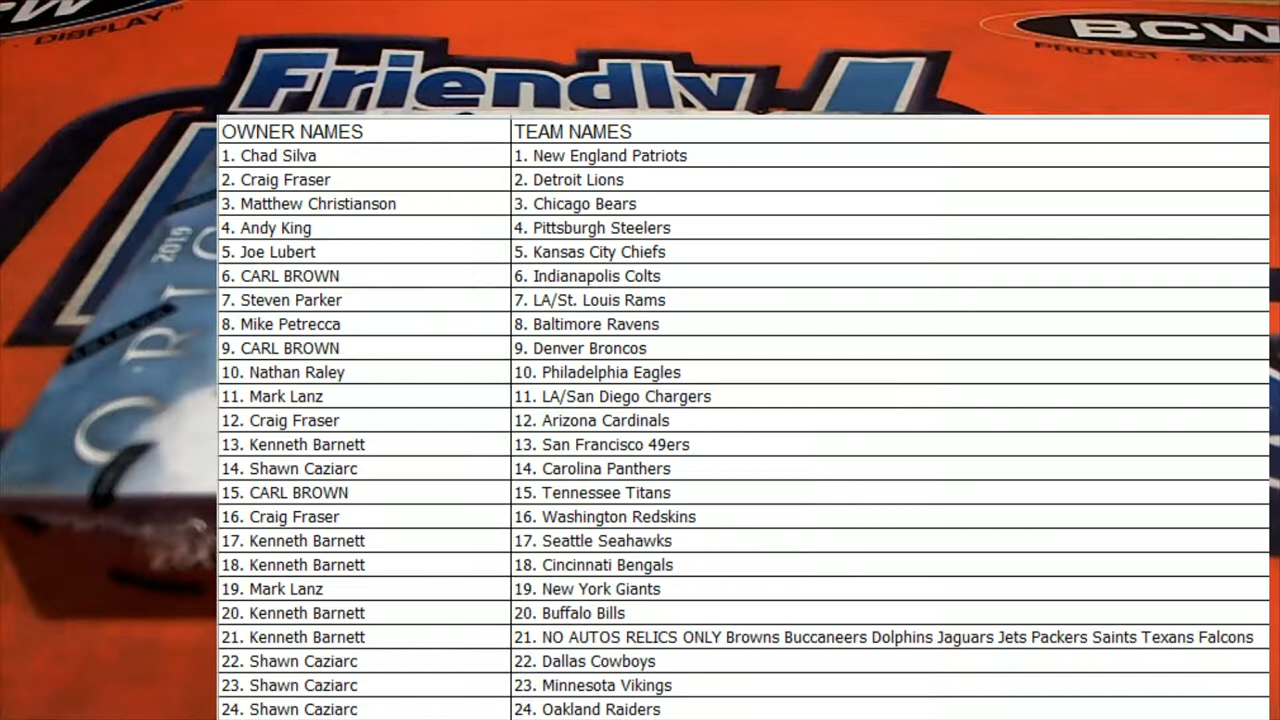 DISPLAY
BCW
PROTECT · STORE
Friendly
2019
ORIG
OWNER NAMES TEAM NAMES
1. Chad Silva 1. New England Patriots
2. Craig Fraser 2. Detroit Lions
3. Matthew Christianson 3. Chicago Bears
4. Andy King 4. Pittsburgh Steelers
5. Joe Lubert 5. Kansas City Chiefs
6. CARL BROWN 6. Indianapolis Colts
7. Steven Parker 7. LA/St. Louis Rams
8. Mike Petrecca 8. Baltimore Ravens
9. CARL BROWN 9. Denver Broncos
10. Nathan Raley 10. Philadelphia Eagles
11. Mark Lanz 11. LA/San Diego Chargers
12. Craig Fraser 12. Arizona Cardinals
13. Kenneth Barnett 13. San Francisco 49ers
14. Shawn Caziarc 14. Carolina Panthers
15. CARL BROWN 15. Tennessee Titans
16. Craig Fraser 16. Washington Redskins
17. Kenneth Barnett 17. Seattle Seahawks
18. Kenneth Barnett 18. Cincinnati Bengals
19. Mark Lanz 19. New York Giants
20. Kenneth Barnett 20. Buffalo Bills
21. Kenneth Barnett 21. NO AUTOS RELICS ONLY Browns Buccaneers Dolphins Jaguars Jets Packers Saints Texans Falcons
22. Shawn Caziarc 22. Dallas Cowboys
23. Shawn Caziarc 23. Minnesota Vikings
24. Shawn Caziarc 24. Oakland Raiders